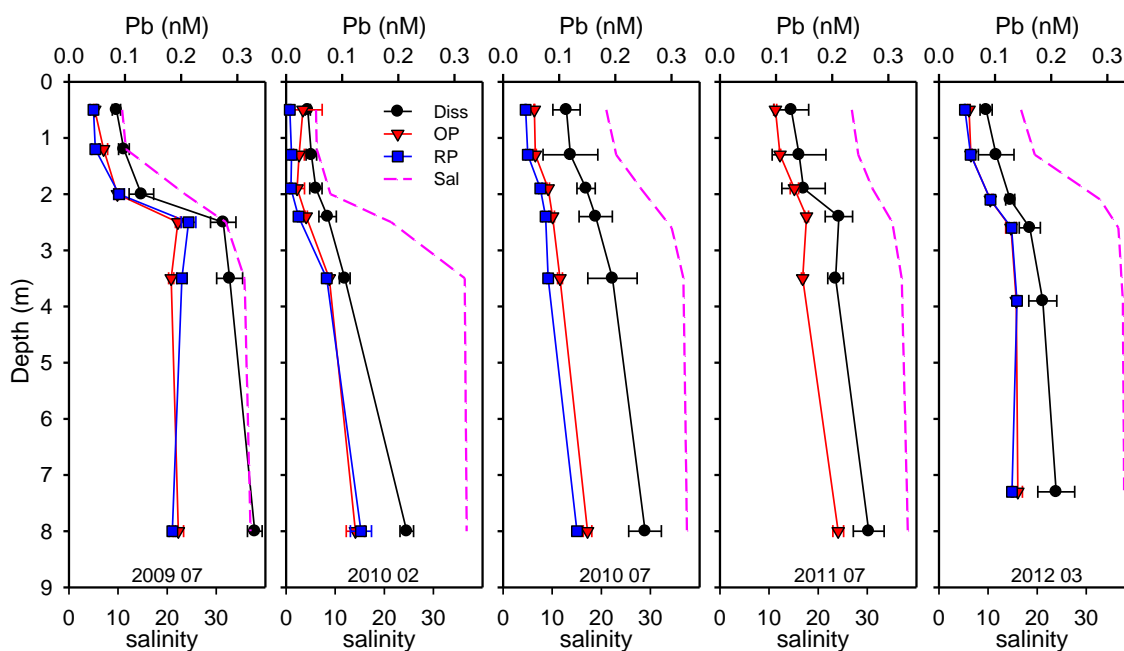 Pb (nM) Pb (nM) Pb (nM) Pb (nM) Pb (nM)
0.0 0.1 0.2 0.3 0.0 0.1 0.2 0.3 0.0 0.1 0.2 0.3 0.0 0.1 0.2 0.3 0.0 0.1 0.2 0.3
0
1
2
3
4
5
6
7
8
9
Depth (m)
Diss
OP
RP
Sal
2009 07 2010 02 2010 07 2011 07 2012 03
0 10 20 30 0 10 20 30 0 10 20 30 0 10 20 30 0 10 20 30
salinity salinity salinity salinity salinity